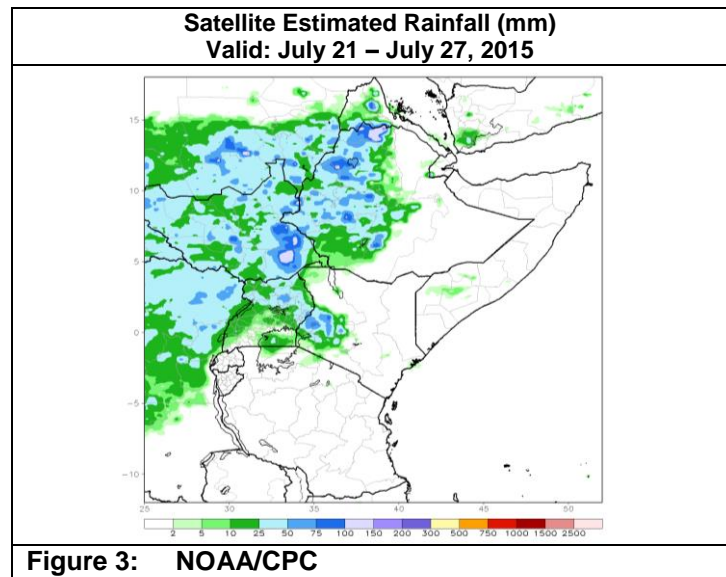 Satellite Estimated Rainfall (mm)
Valid: July 21 – July 27, 2015
15
10
5
0
-5
-10
25 30 35 40 45 50
2 5 10 25 50 75 100 150 200 300 500 750 1000 1500 2500
Figure 3: NOAA/CPC